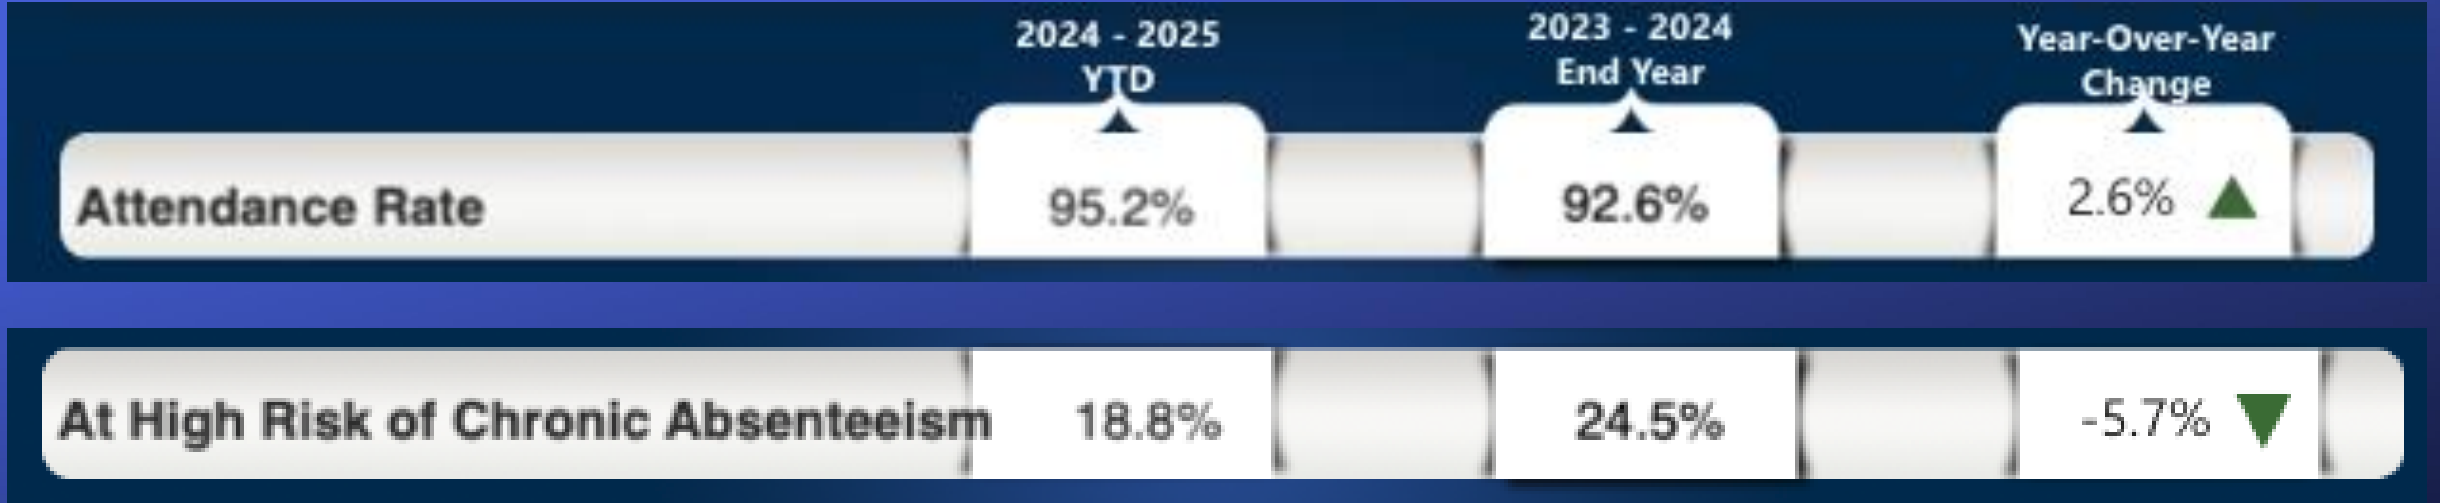 2024 - 2025
YTD
2023 - 2024
End Year
Year-Over-Year
Change
Attendance Rate 95.2% 92.6% 2.6%
At High Risk of Chronic Absenteeism 18.8% 24.5% -5.7%